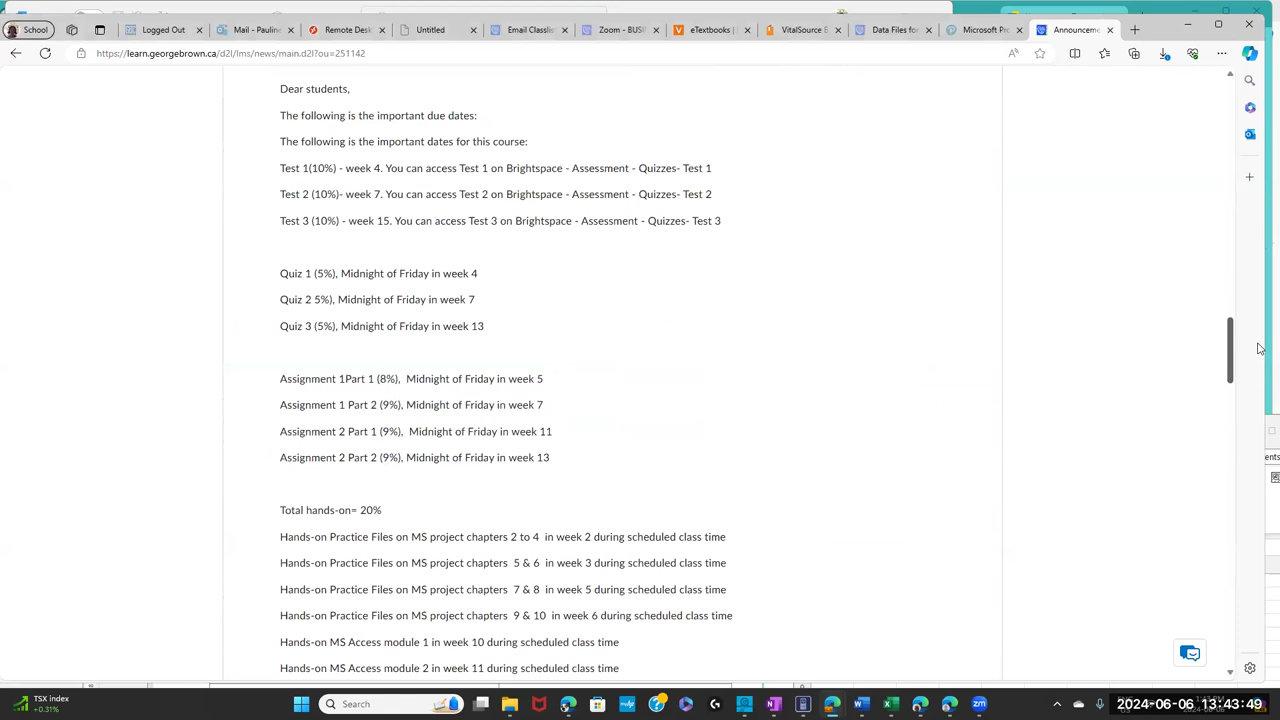 School
Logged Out
Mail - Pauline
Remote Desk
Untitled
Email Classlis
Zoom - BUSI
eTextbooks |
VitalSource B
Data Files for
Microsoft Pro
Announceme
https://learn.georgebrown.ca/d2l/lms/news/main.d2l?ou=251142
Dear students,
The following is the important due dates:
The following is the important dates for this course:
Test 1(10%) - week 4. You can access Test 1 on Brightspace - Assessment - Quizzes- Test 1
Test 2 (10%)- week 7. You can access Test 2 on Brightspace - Assessment - Quizzes- Test 2
Test 3 (10%) - week 15. You can access Test 3 on Brightspace - Assessment - Quizzes- Test 3
Quiz 1 (5%), Midnight of Friday in week 4
Quiz 2 5%), Midnight of Friday in week 7
Quiz 3 (5%), Midnight of Friday in week 13
Assignment 1Part 1 (8%), Midnight of Friday in week 5
Assignment 1 Part 2 (9%), Midnight of Friday in week 7
Assignment 2 Part 1 (9%), Midnight of Friday in week 11
Assignment 2 Part 2 (9%), Midnight of Friday in week 13
Total hands-on= 20%
Hands-on Practice Files on MS project chapters 2 to 4 in week 2 during scheduled class time
Hands-on Practice Files on MS project chapters 5 & 6 in week 3 during scheduled class time
Hands-on Practice Files on MS project chapters 7 & 8 in week 5 during scheduled class time
Hands-on Practice Files on MS project chapters 9 & 10 in week 6 during scheduled class time
Hands-on MS Access module 1 in week 10 during scheduled class time
Hands-on MS Access module 2 in week 11 during scheduled class time
ents
TSX index
+0.31%
Search
2024-06-06 13:43:49